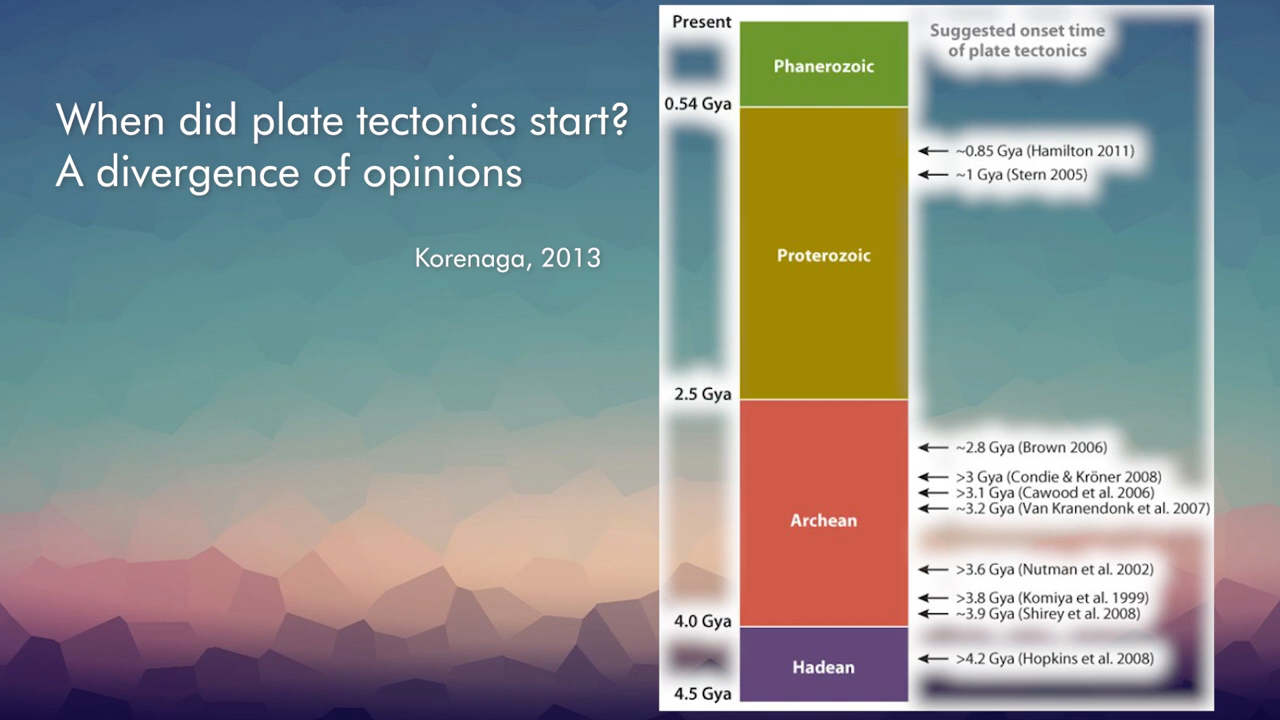 When did plate tectonics start?
A divergence of opinions
Korenaga, 2013
Present
Suggested onset time
of plate tectonics
Phanerozoic
0.54 Gya
~0.85 Gya (Hamilton 2011)
~1 Gya (Stern 2005)
Proterozoic
2.5 Gya
~2.8 Gya (Brown 2006)
>3 Gya (Condie & Kröner 2008)
>3.1 Gya (Cawood et al. 2006)
~3.2 Gya (Van Kranendonk et al. 2007)
Archean
>3.6 Gya (Nutman et al. 2002)
>3.8 Gya (Komiya et al. 1999)
~3.9 Gya (Shirey et al. 2008)
4.0 Gya
>4.2 Gya (Hopkins et al. 2008)
Hadean
4.5 Gya